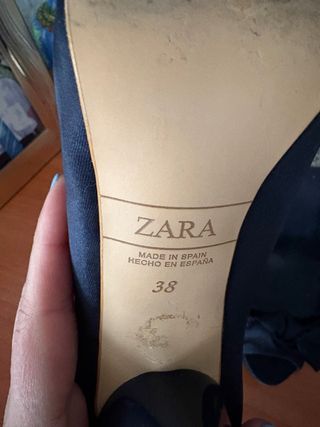 ZARA
MADE IN SPAIN
HECHO EN ESPAÑA
38